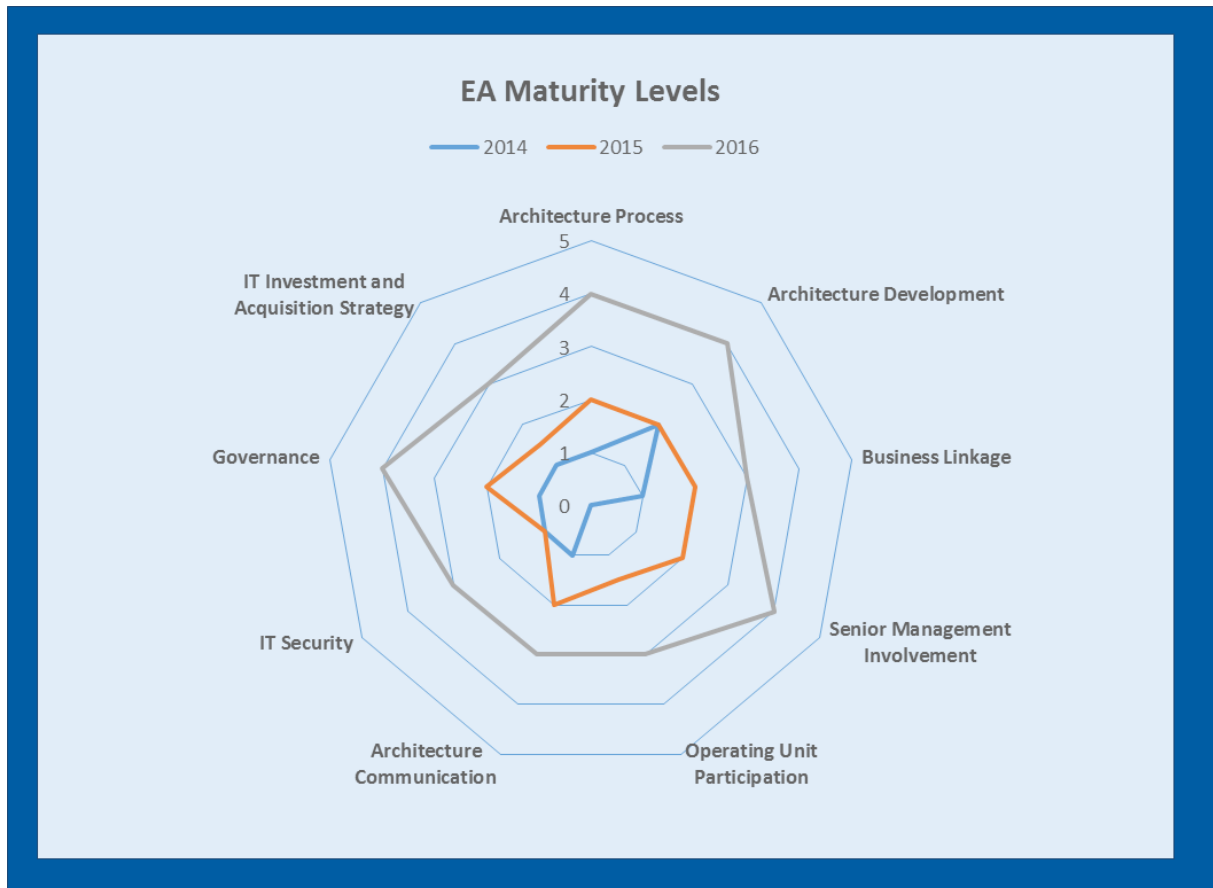 EA Maturity Levels
2014 2015 2016
Architecture Process
5
4
3
2
1
0
Architecture Development
Business Linkage
Senior Management
Involvement
Operating Unit
Participation
Architecture
Communication
IT Security
Governance
IT Investment and
Acquisition Strategy